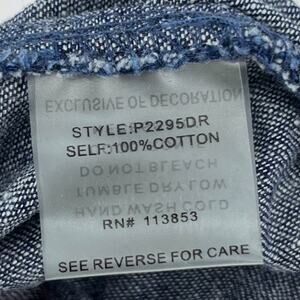 EXCLUSIVE OF DECORATION
STYLE:P2295DR
SELF:100%COTTON
DO NOT BLEACH
TUMBLE DRY LOW
HAND WASH COLD
RN# 113853
SEE REVERSE FOR CARE